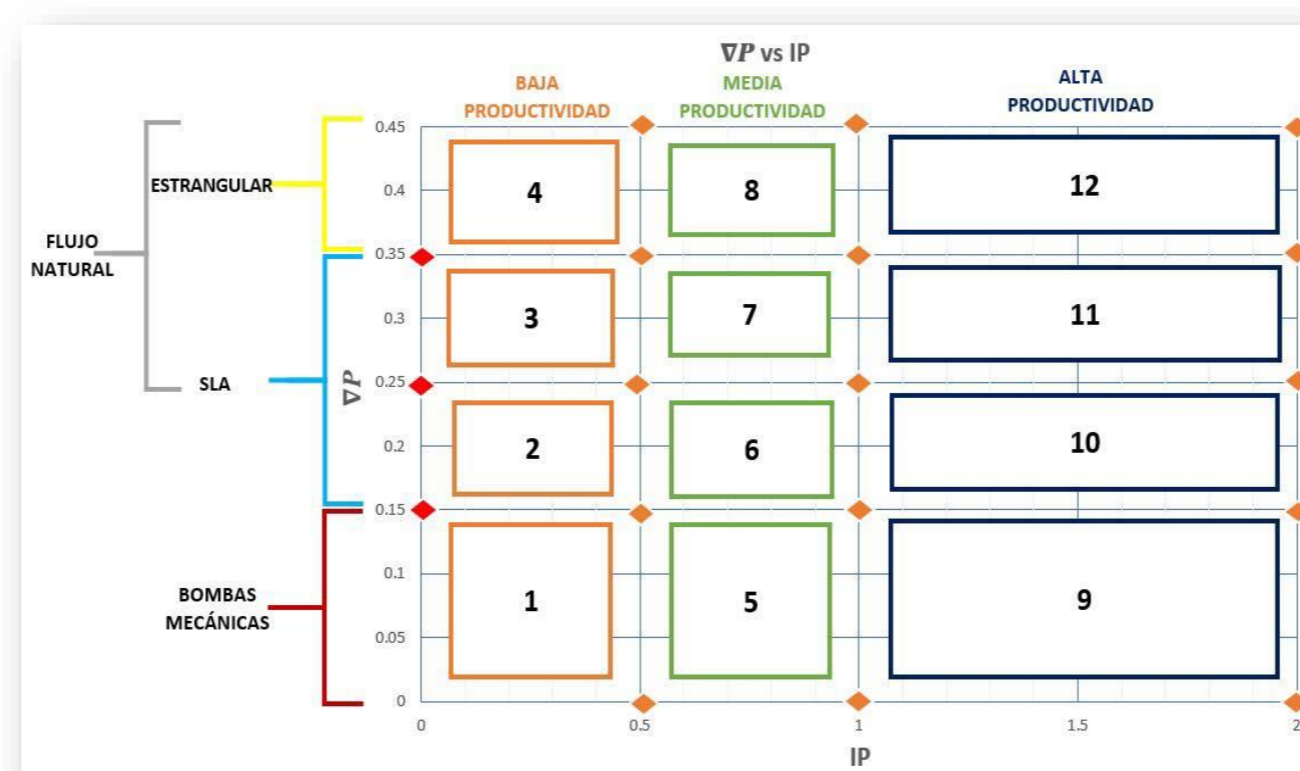 ∇P vs IP
BAJA
PRODUCTIVIDAD
MEDIA
PRODUCTIVIDAD
ALTA
PRODUCTIVIDAD
FLUJO
NATURAL
ESTRANGULAR
SLA
BOMBAS
MECÁNICAS
∇P
0.45
0.4
0.35
0.3
0.25
0.2
0.15
0.1
0.05
0
4
8
12
3
7
11
2
6
10
1
5
9
0
0.5
1
1.5
2
IP